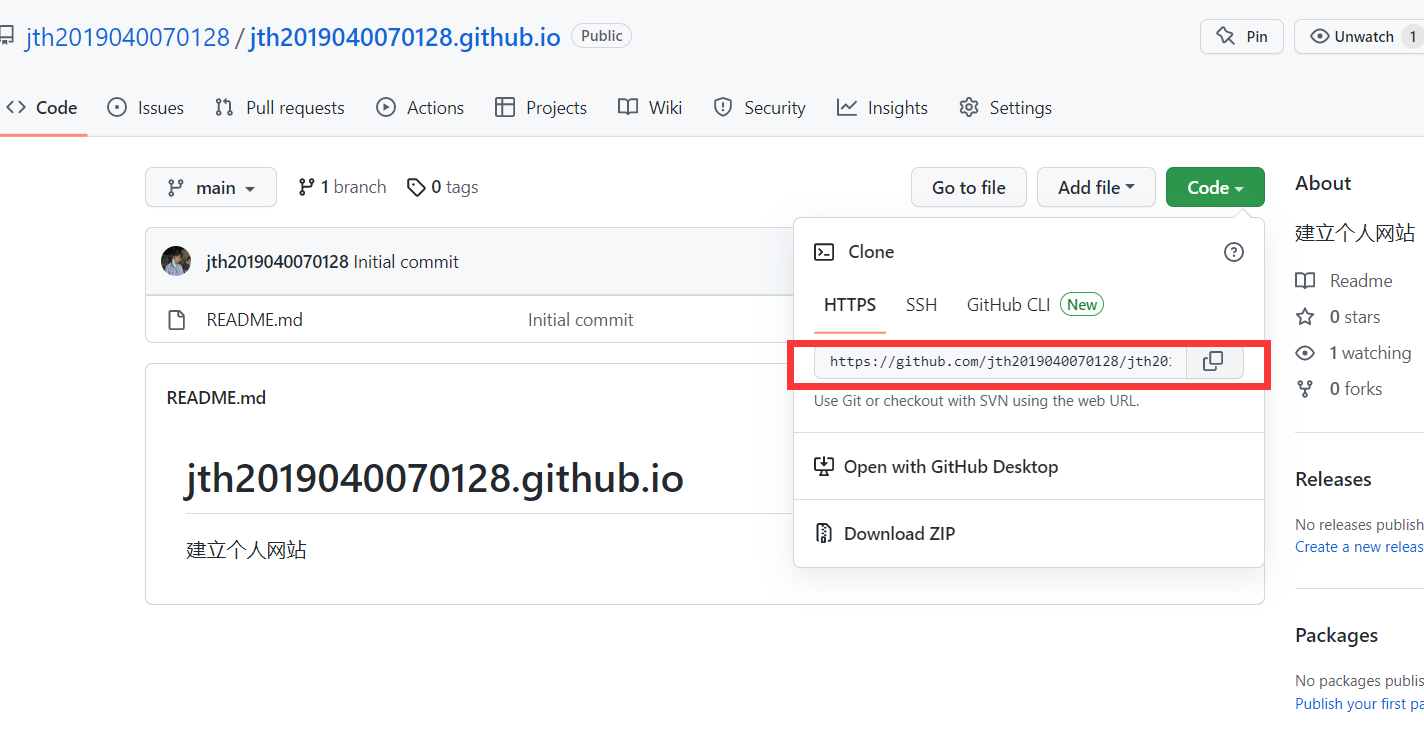 jth2019040070128 / jth2019040070128.github.io Public Pin Unwatch 1
Code Issues Pull requests Actions Projects Wiki Security Insights Settings
main 1 branch 0 tags Go to file Add file Code
jth2019040070128 Initial commit
README.md Initial commit
README.md
jth2019040070128.github.io
建立个人网站
Clone
HTTPS SSH GitHub CLI New
https://github.com/jth2019040070128/jth201
Use Git or checkout with SVN using the web URL.
Open with GitHub Desktop
Download ZIP
About
建立个人网站
Readme
0 stars
1 watching
0 forks
Releases
No releases publish
Create a new releas
Packages
No packages publis
Publish your first pa